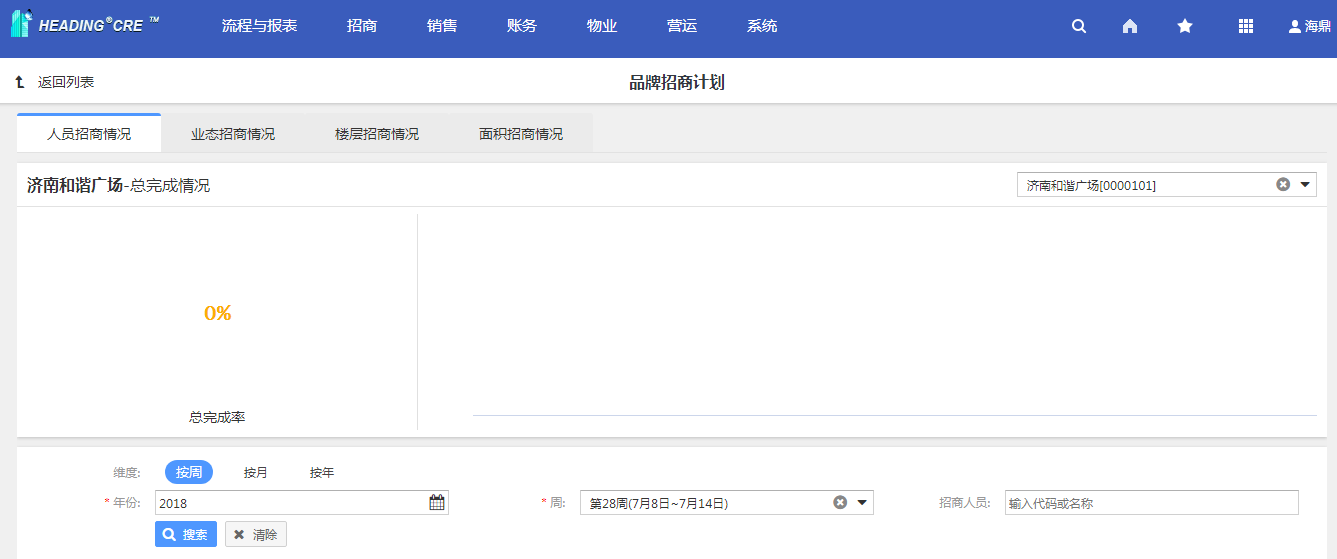 HEADING®CRE TM 流程与报表 招商 销售 账务 物业 营运 系统 海鼎
返回列表 品牌招商计划
人员招商情况 业态招商情况 楼层招商情况 面积招商情况
济南和谐广场-总完成情况 济南和谐广场[0000101]
0%
总完成率
维度: 按周 按月 按年
* 年份: 2018 * 周: 第28周(7月8日~7月14日) 招商人员: 输入代码或名称
搜索 清除